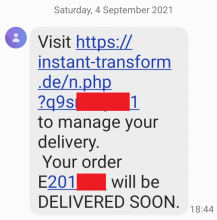 Saturday, 4 September 2021
Visit https://
instant-transform
.de/n.php
?q9s 1
to manage your
delivery.
Your order
E201 will be
DELIVERED SOON.
18:44